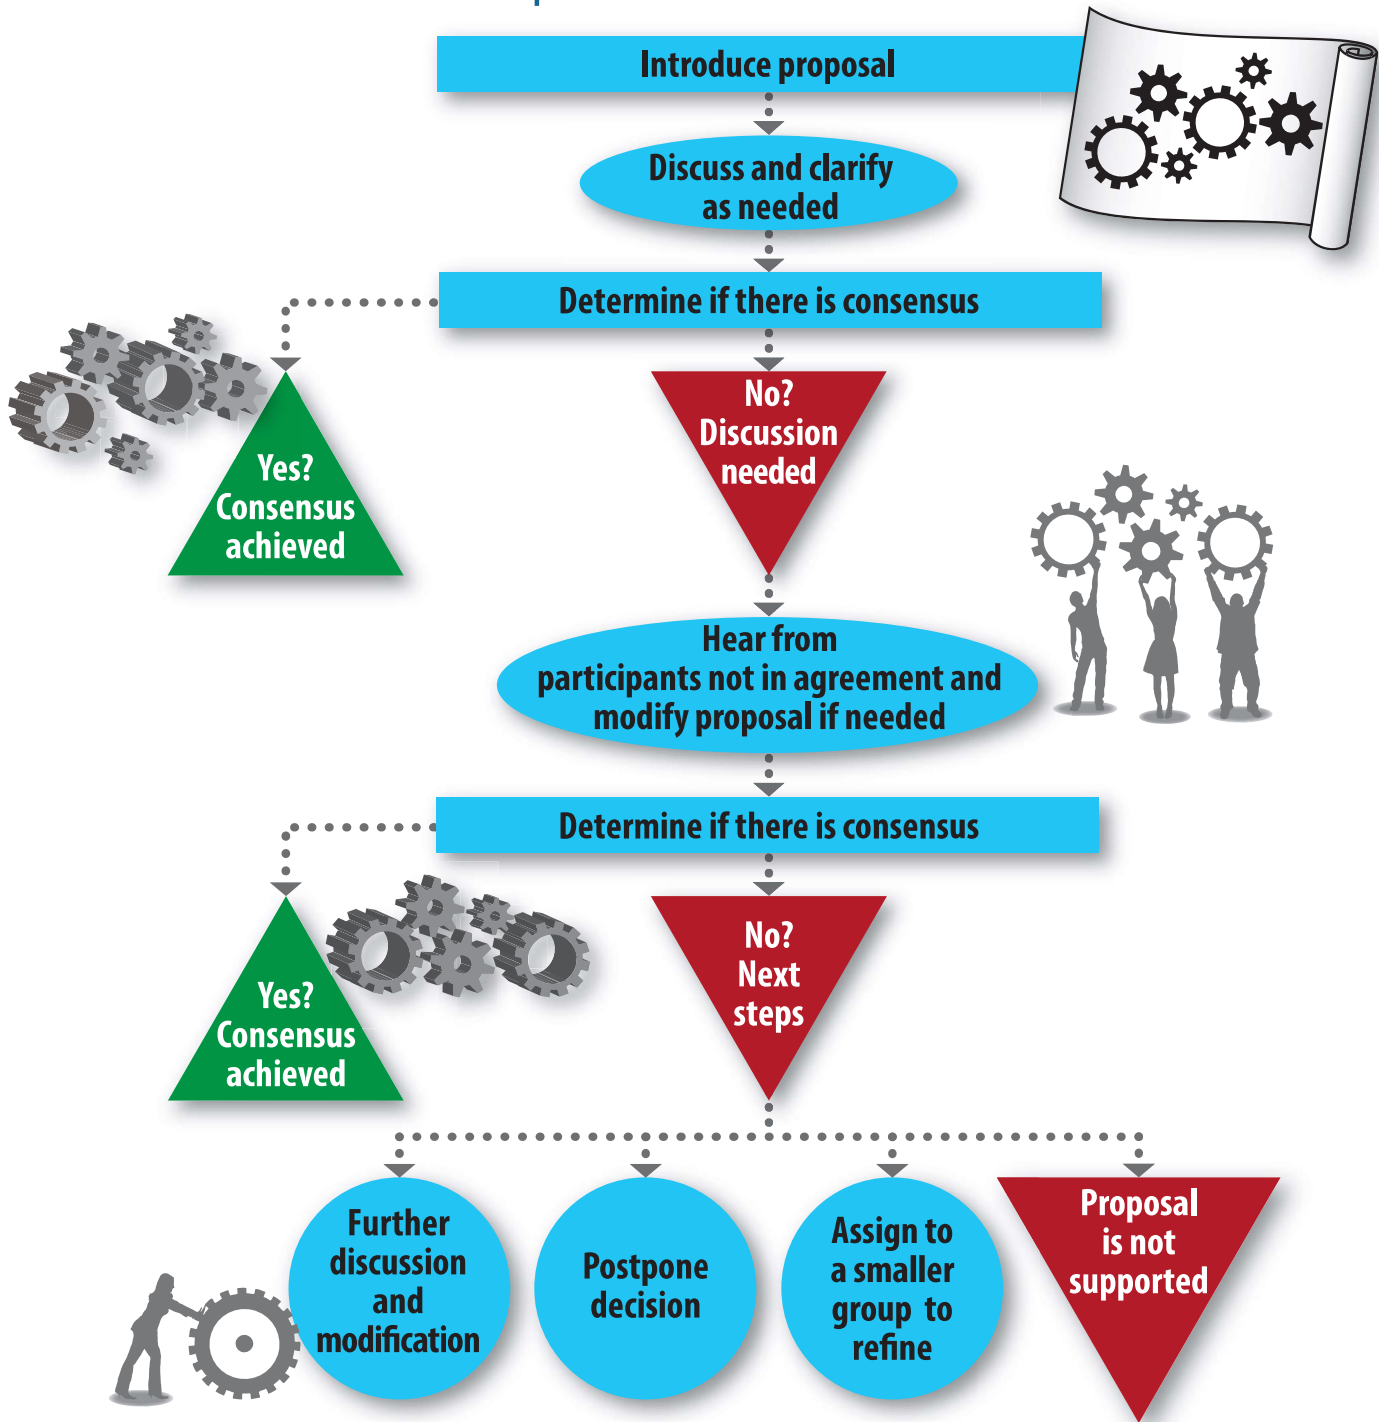 Introduce proposal
Discuss and clarify
as needed
Determine if there is consensus
No?
Discussion
needed
Yes?
Consensus
achieved
Hear from
participants not in agreement and
modify proposal if needed
Determine if there is consensus
No?
Next
steps
Yes?
Consensus
achieved
Further
discussion
and
modification
Postpone
decision
Assign to
a smaller
group to
refine
Proposal
is not
supported